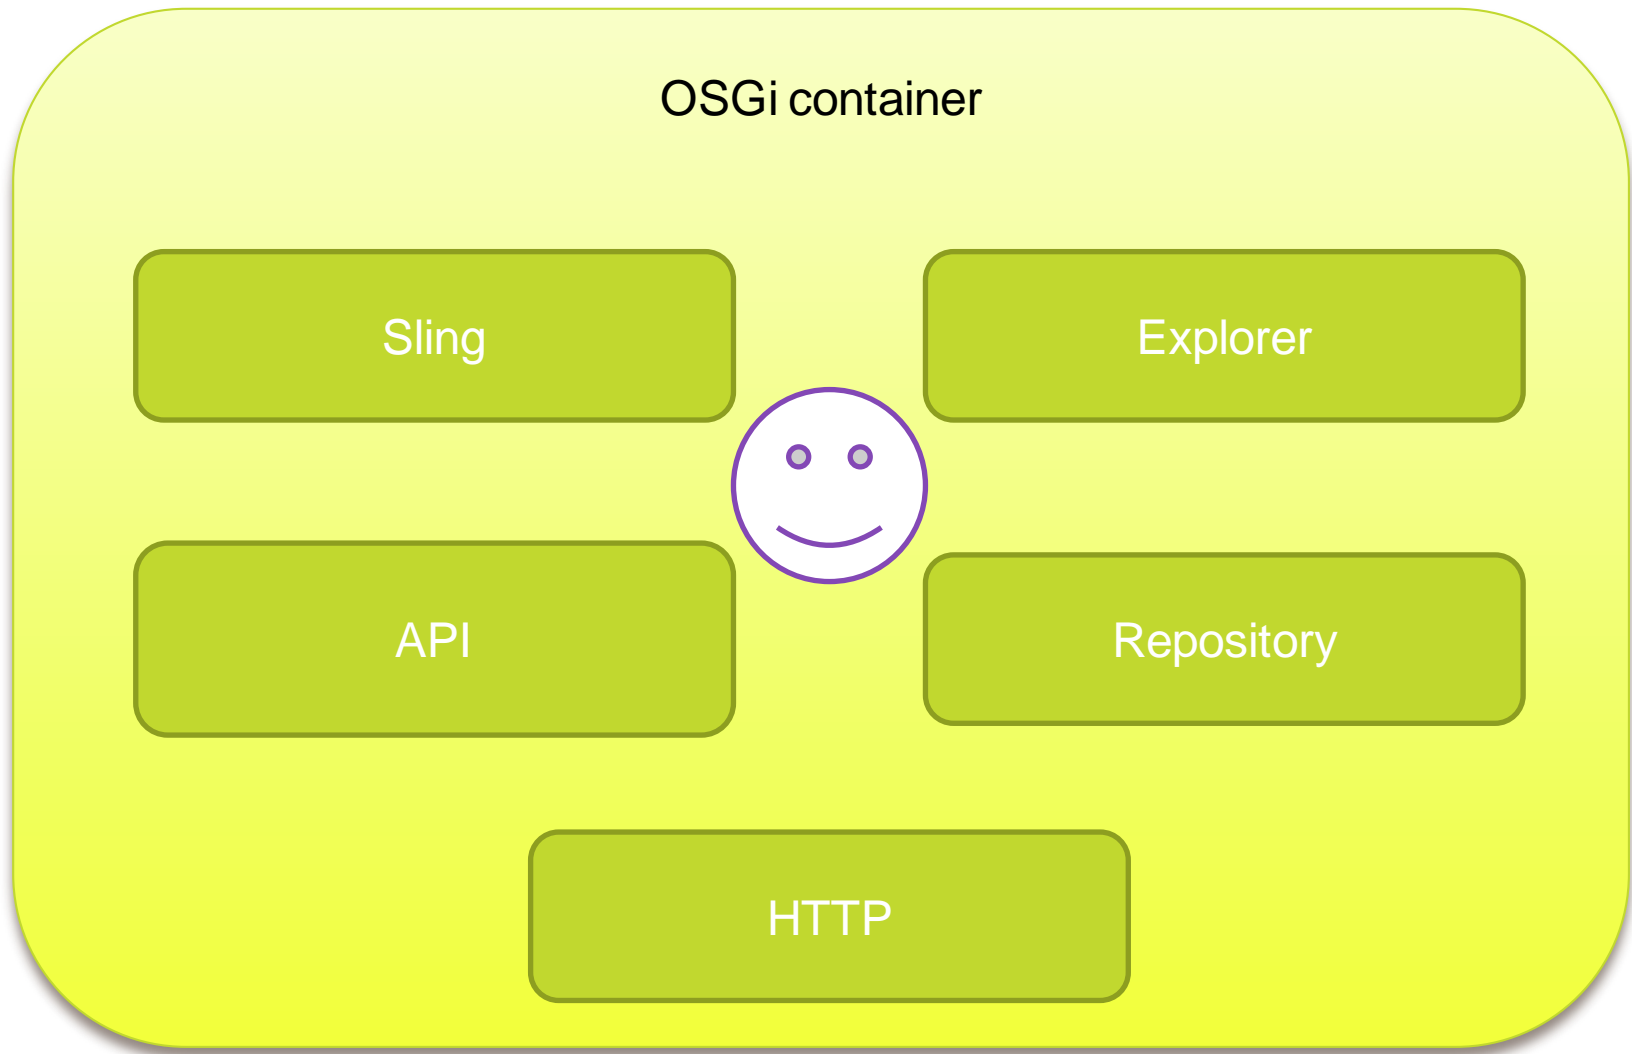 OSGi container
Sling
Explorer
API
Repository
HTTP